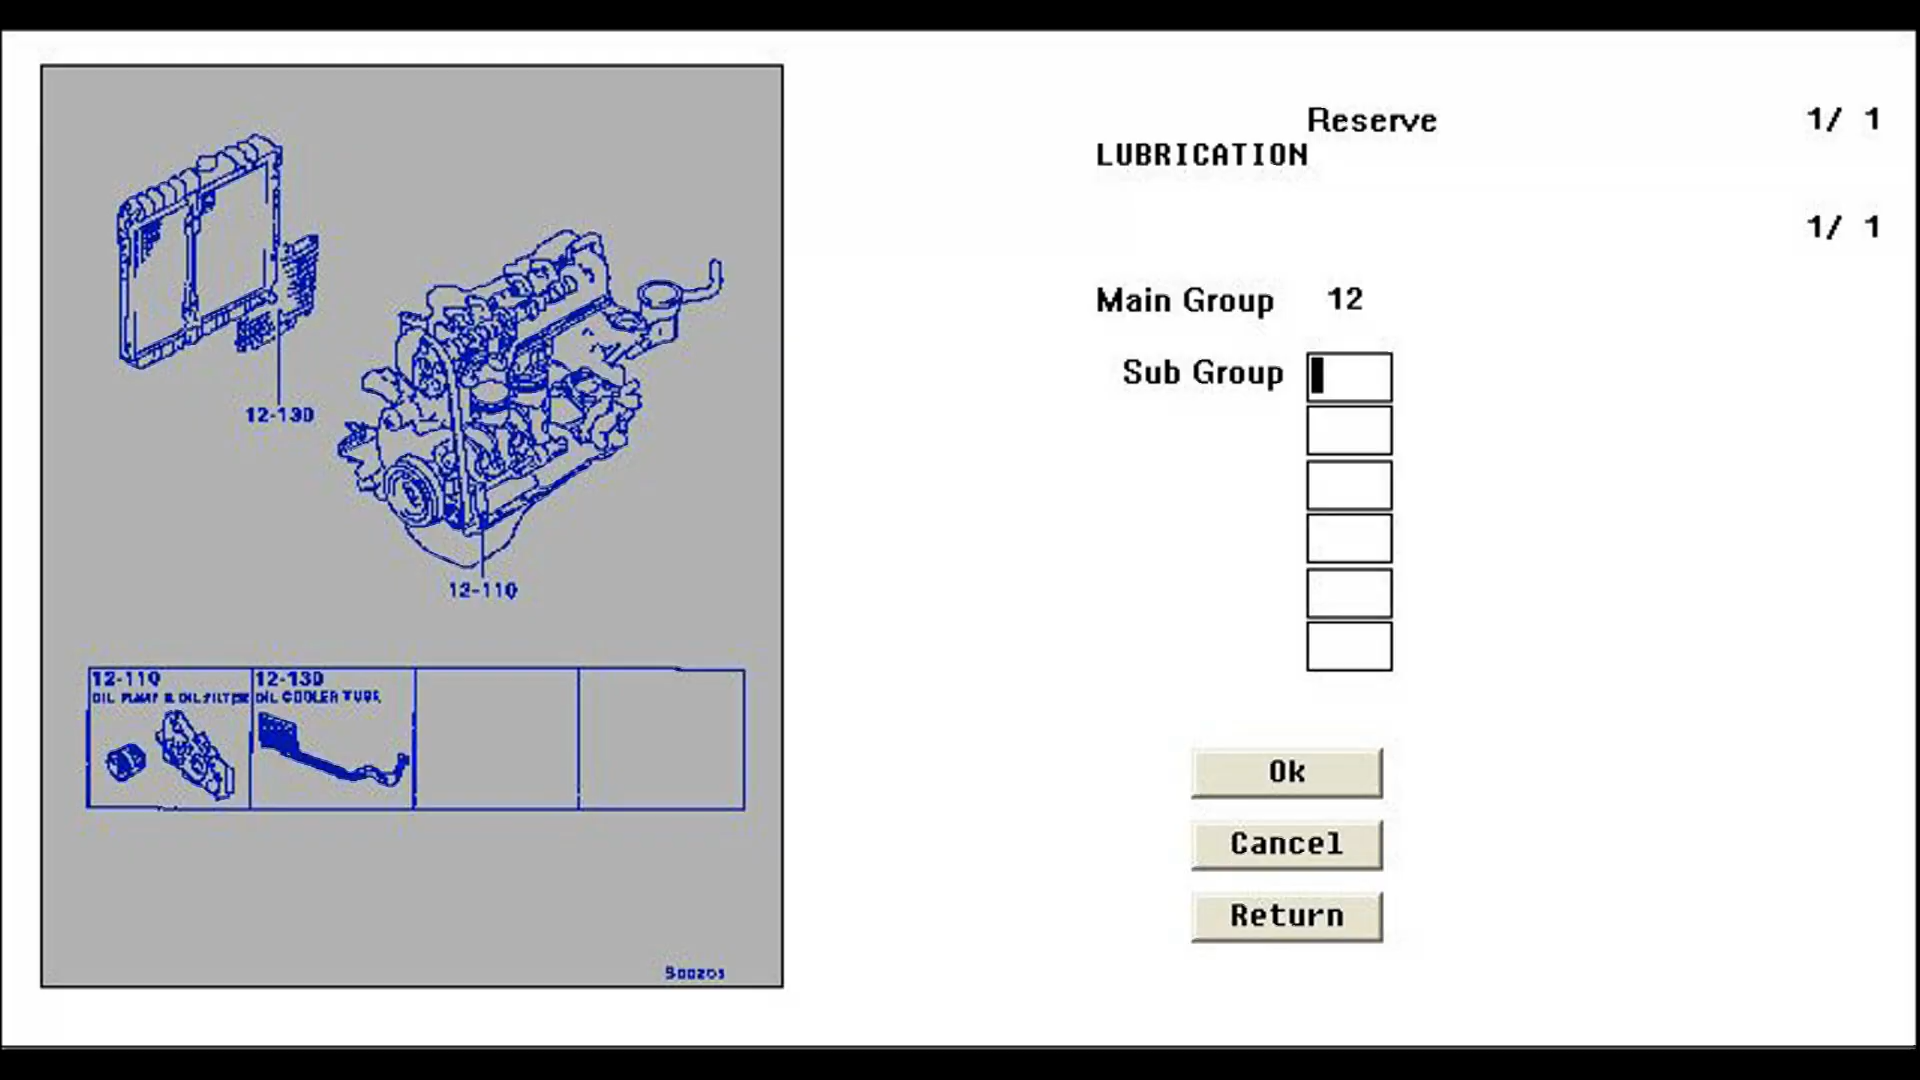 Reserve 1/ 1
LUBRICATION
1/ 1
Main Group 12
Sub Group
Ok
Cancel
Return
12-130
12-110
12-110 12-130
OIL PUMP & OIL FILTER OIL COOLER TUBE